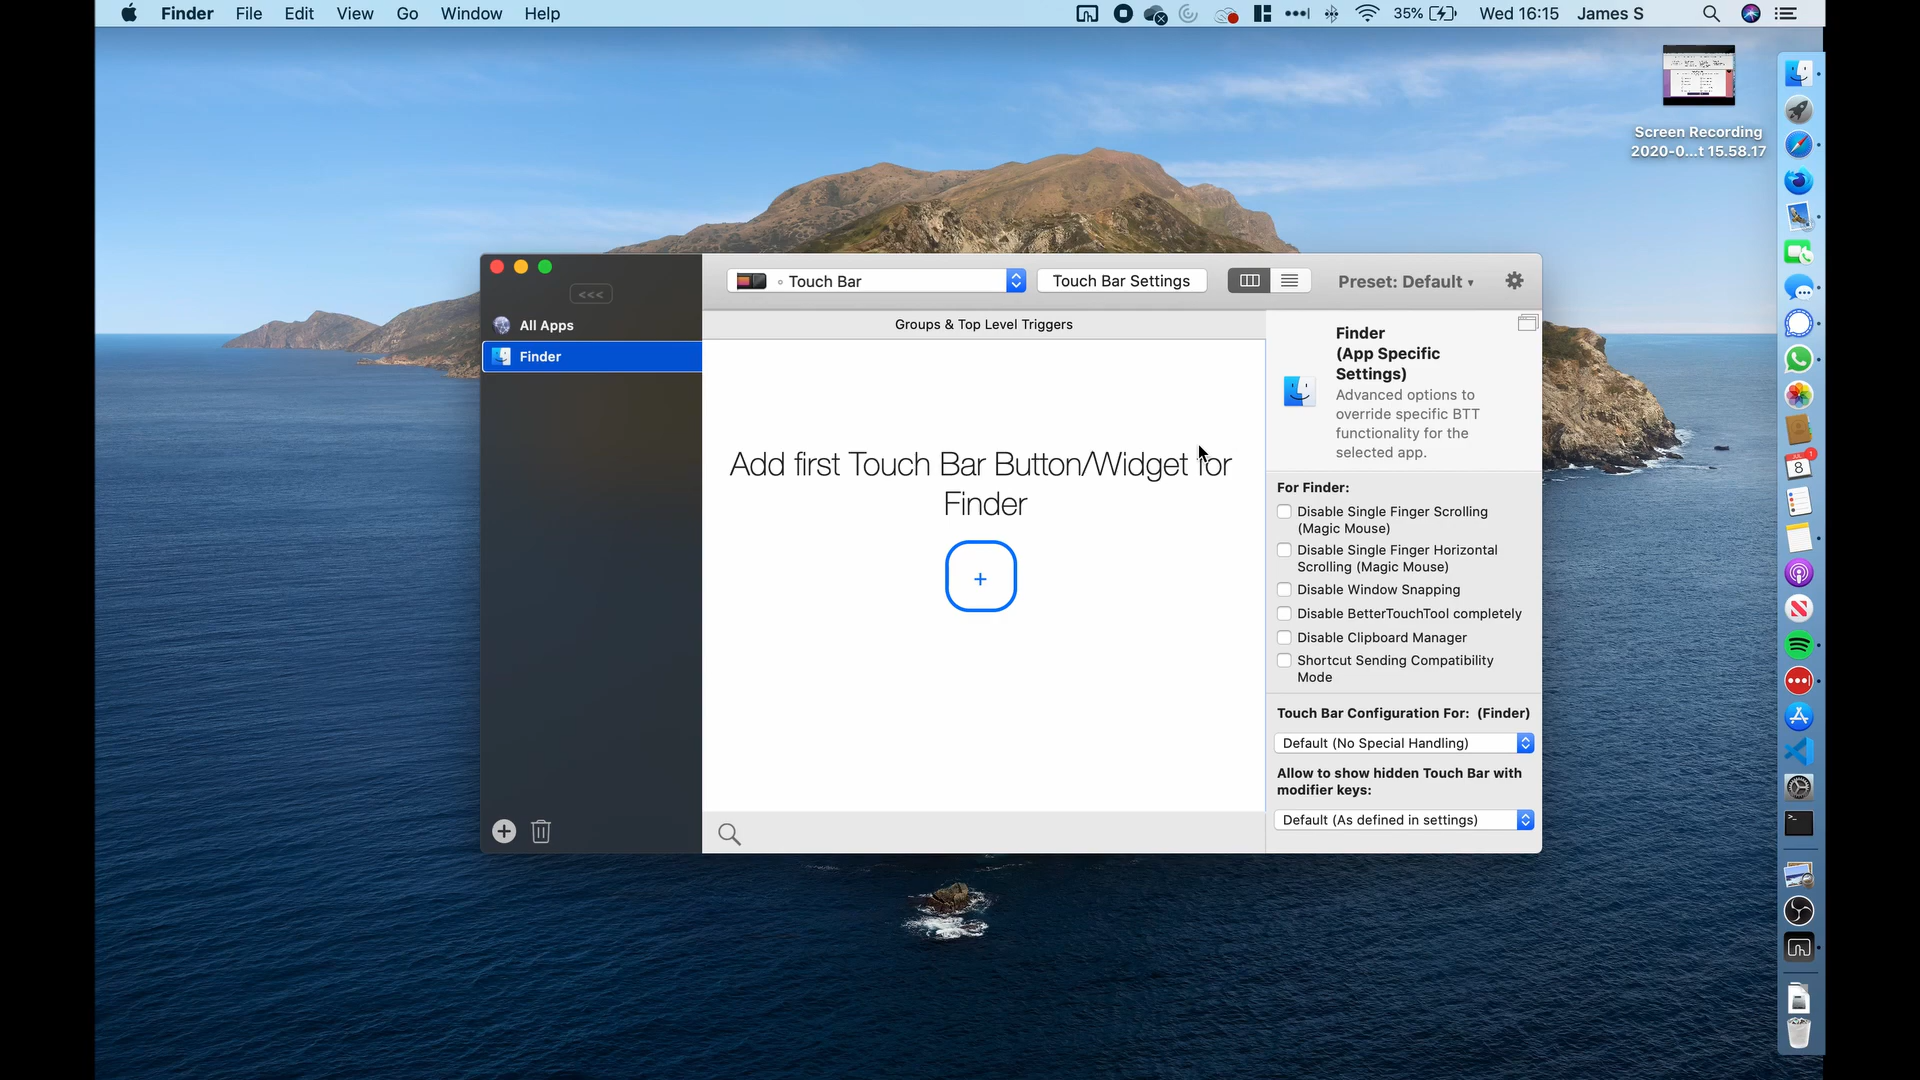 Finder File Edit View Go Window Help
35% Wed 16:15 James S
Screen Recording
2020-0...t 15.58.17
<<<
Touch Bar
Touch Bar Settings
Preset: Default
All Apps
Finder
Groups & Top Level Triggers
Add first Touch Bar Button/Widget for
Finder
+
Finder
(App Specific
Settings)
Advanced options to
override specific BTT
functionality for the
selected app.
For Finder:
Disable Single Finger Scrolling
(Magic Mouse)
Disable Single Finger Horizontal
Scrolling (Magic Mouse)
Disable Window Snapping
Disable BetterTouchTool completely
Disable Clipboard Manager
Shortcut Sending Compatibility
Mode
Touch Bar Configuration For: (Finder)
Default (No Special Handling)
Allow to show hidden Touch Bar with
modifier keys:
Default (As defined in settings)
JUL
8
1